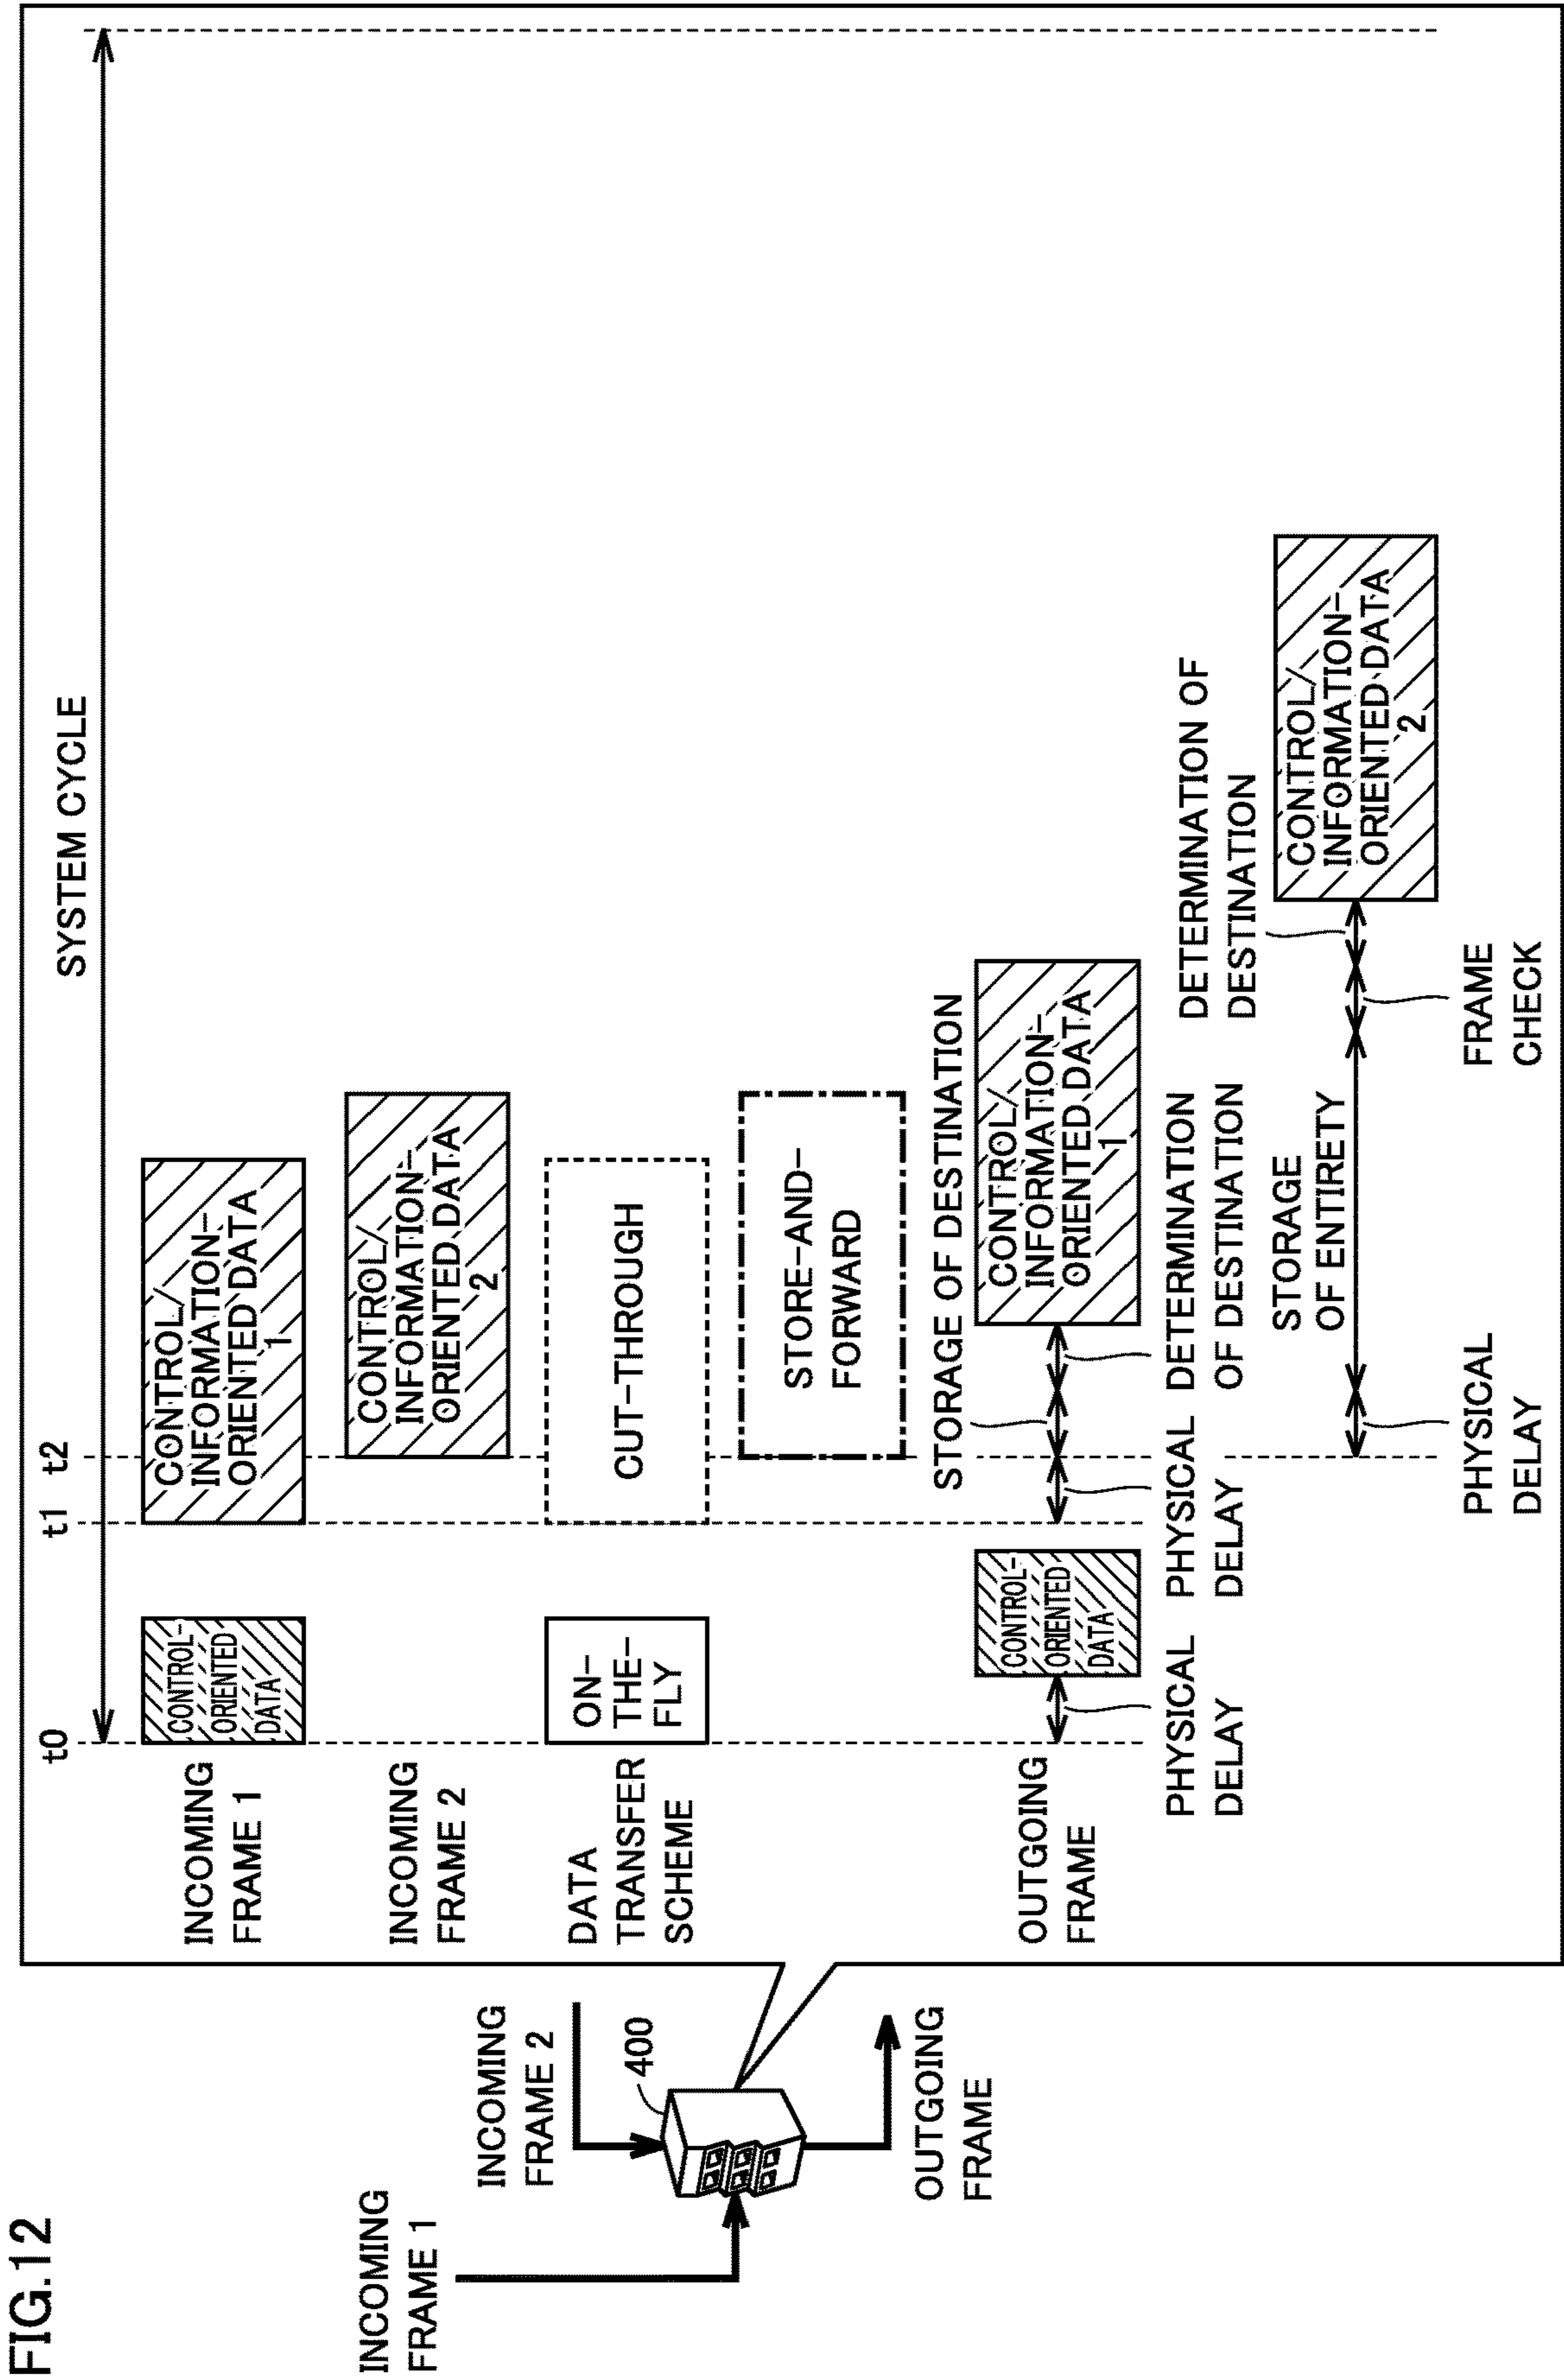 FIG.12
INCOMING
FRAME 1
INCOMING
FRAME 2
400
OUTGOING
FRAME
SYSTEM CYCLE
t0
t1
t2
INCOMING
FRAME 1
CONTROL-
ORIENTED
DATA
CONTROL/
INFORMATION-
ORIENTED DATA
1
INCOMING
FRAME 2
CONTROL/
INFORMATION-
ORIENTED DATA
2
DATA
TRANSFER
SCHEME
ON-
THE-
FLY
CUT-THROUGH
STORE-AND-
FORWARD
STORAGE OF DESTINATION
OUTGOING
FRAME
CONTROL-
ORIENTED
DATA
CONTROL/
INFORMATION-
ORIENTED DATA
1
PHYSICAL
DELAY
PHYSICAL
DELAY
DETERMINATION
OF DESTINATION
DETERMINATION OF
DESTINATION
STORAGE
OF ENTIRETY
CONTROL/
INFORMATION-
ORIENTED DATA
2
PHYSICAL
DELAY
FRAME
CHECK